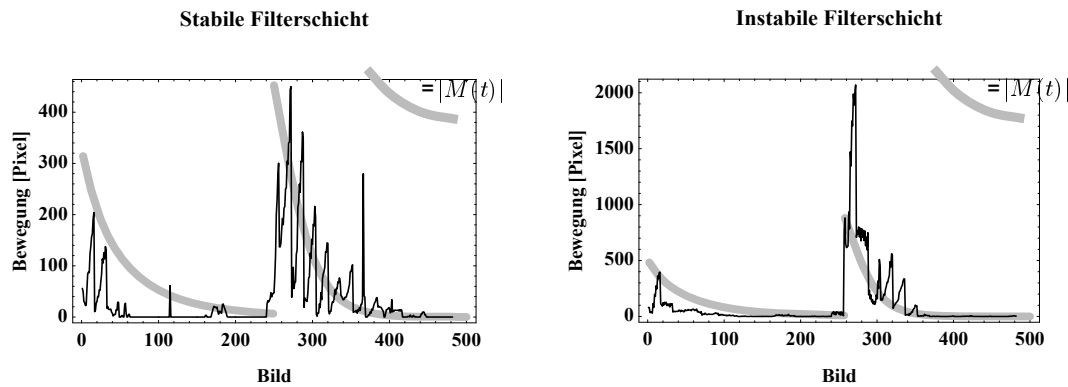 Stabile Filterschicht
Instabile Filterschicht
= |M(t)|
Bewegung [Pixel]
400
300
200
100
0
0 100 200 300 400 500
Bild
= |M(t)|
Bewegung [Pixel]
2000
1500
1000
500
0
0 100 200 300 400 500
Bild